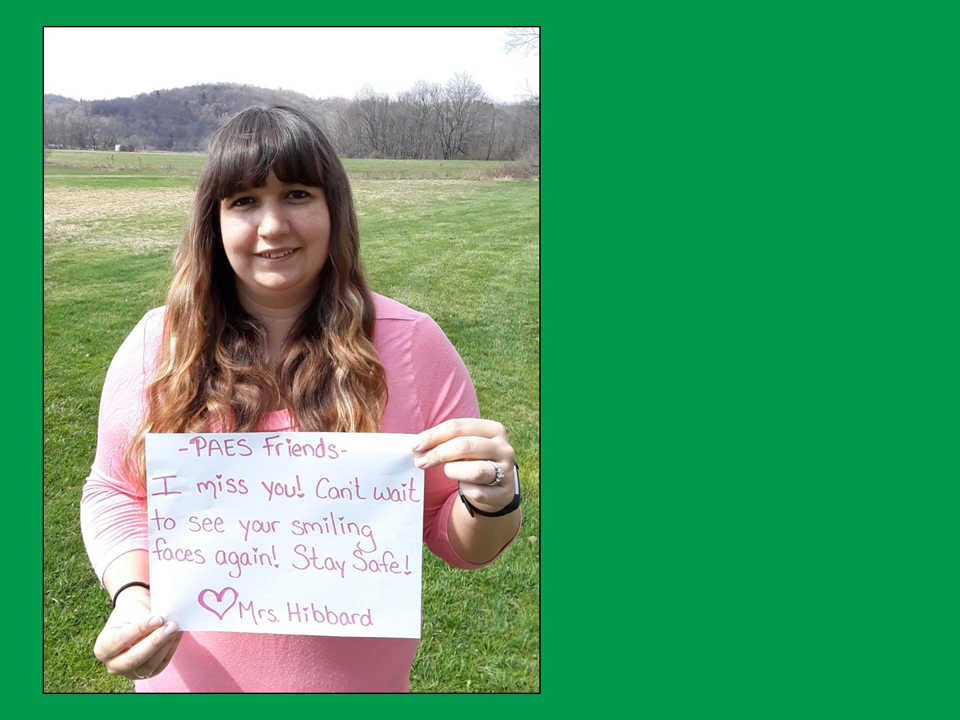 -PAES Friends-
I miss you! Can't wait
to see your smiling
faces again! Stay Safe!
♡Mrs. Hibbard